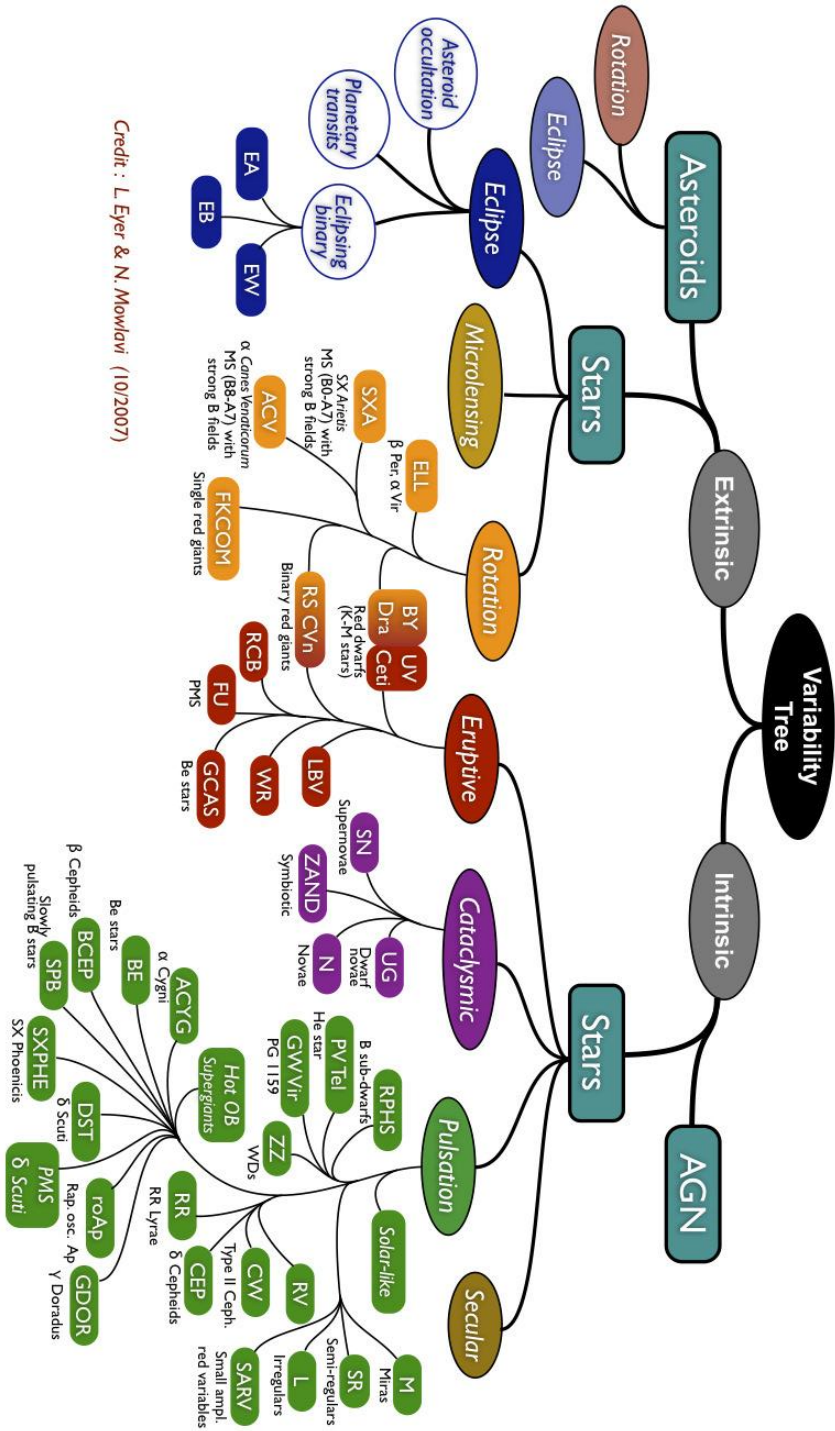 Variability
Tree
Extrinsic
Intrinsic
Asteroids
Stars
Stars
AGN
Rotation
Eclipse
Eclipse
Microlensing
Rotation
Eruptive
Cataclysmic
Pulsation
Secular
Asteroid
occultation
Planetary
transits
Eclipsing
binary
EA
EB
EW
ELL
β Per, α Vir
SXA
SX Arietis
MS (B0-A7) with
strong B fields
ACV
α Canes Venaticorum
MS (B8-A7) with
strong B fields
FKCOM
Single red giants
BY
Dra
UV
Ceti
Red dwarfs
(K-M stars)
RS CVn
Binary red giants
LBV
WR
RCB
FU
PMS
GCAS
Be stars
SN
Supernovae
ZAND
Symbiotic
UG
Dwarf
novae
N
Novae
RPHS
B sub-dwarfs
PV Tel
He star
GW Vir
PG 1159
ZZ
WDs
Solar-like
M
Miras
SR
Semi-regulars
L
Irregulars
SARV
Small ampl.
red variables
RV
CW
Type II Ceph.
CEP
δ Cepheids
RR
RR Lyrae
Hot OB
Supergiants
ACYG
α Cygni
BE
Be stars
BCEP
β Cepheids
SPB
Slowly
pulsating B stars
SXPHE
SX Phoenicis
DST
δ Scuti
PMS
δ Scuti
roAp
Rap. osc. Ap
GDOR
γ Doradus
Credit : L. Eyer & N. Mowlavi (10/2007)